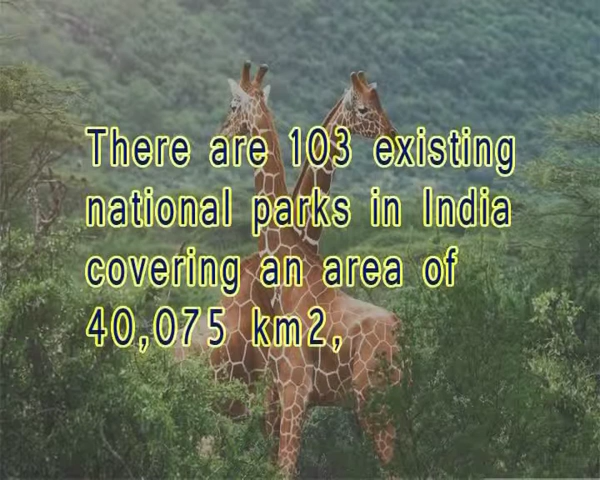 There are 103 existing
national parks in India
covering an area of
40,075 km2,